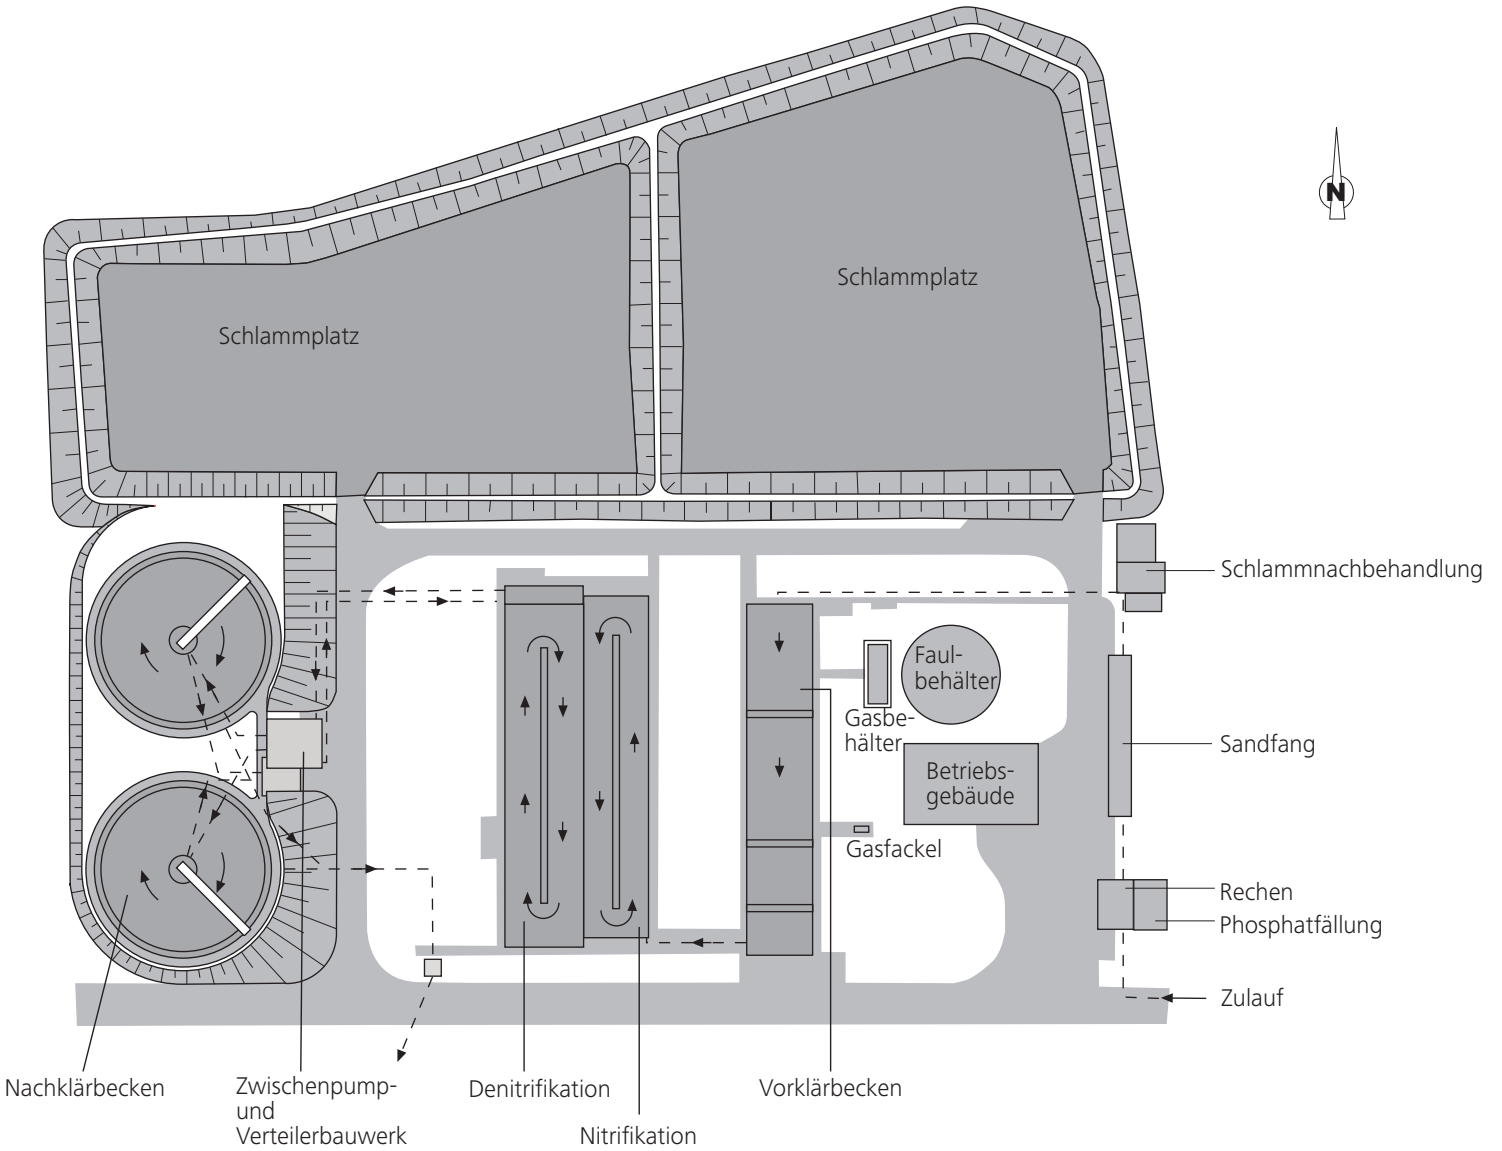 N
Schlammplatz
Schlammplatz
Schlammnachbehandlung
Faul-
behälter
Gasbe-
hälter
Sandfang
Betriebs-
gebäude
Gasfackel
Rechen
Phosphatfällung
Zulauf
Nachklärbecken
Zwischenpump-
und
Verteilerbauwerk
Denitrifikation
Nitrifikation
Vorklärbecken